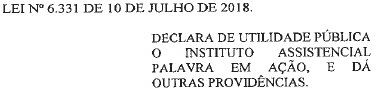 LEI Nº 6.331 DE 10 DE JULHO DE 2018.
DECLARA DE UTILIDADE PÚBLICA
O INSTITUTO ASSISTENCIAL
PALAVRA EM AÇÃO, E DÁ
OUTRAS PROVIDÊNCIAS.